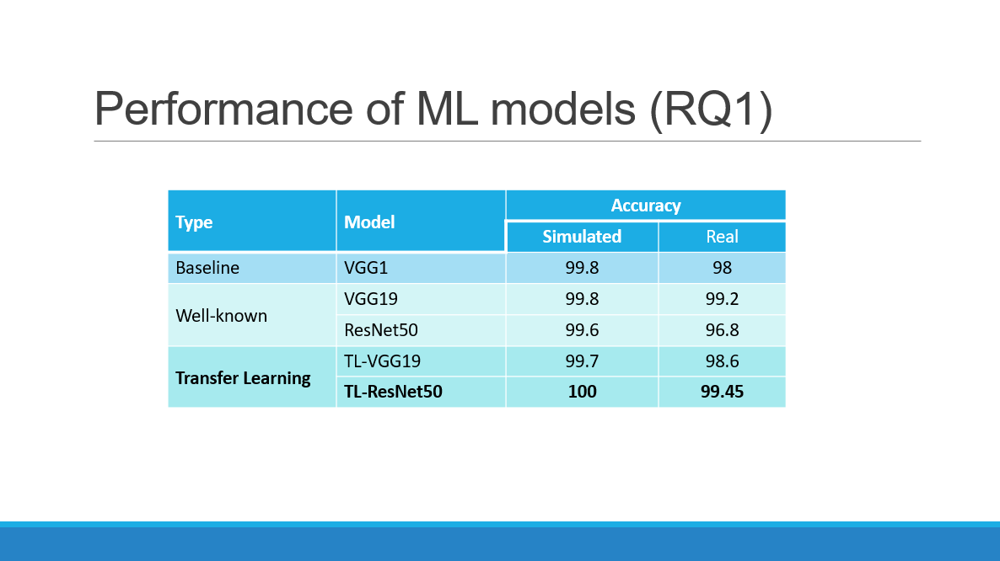 Performance of ML models (RQ1)
Type Model Accuracy
Simulated Real
Baseline VGG1 99.8 98
Well-known VGG19 99.8 99.2
ResNet50 99.6 96.8
Transfer Learning TL-VGG19 99.7 98.6
TL-ResNet50 100 99.45